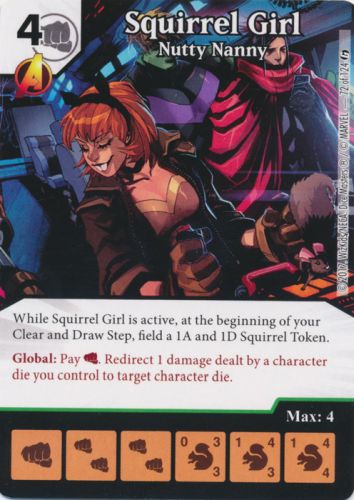 4
Squirrel Girl
Nutty Nanny
72 of 124
While Squirrel Girl is active, at the beginning of your
Clear and Draw Step, field a 1A and 1D Squirrel Token.
Global: Pay . Redirect 1 damage dealt by a character
die you control to target character die.
Max: 4
0 3
3
1 4
3
1 4
4